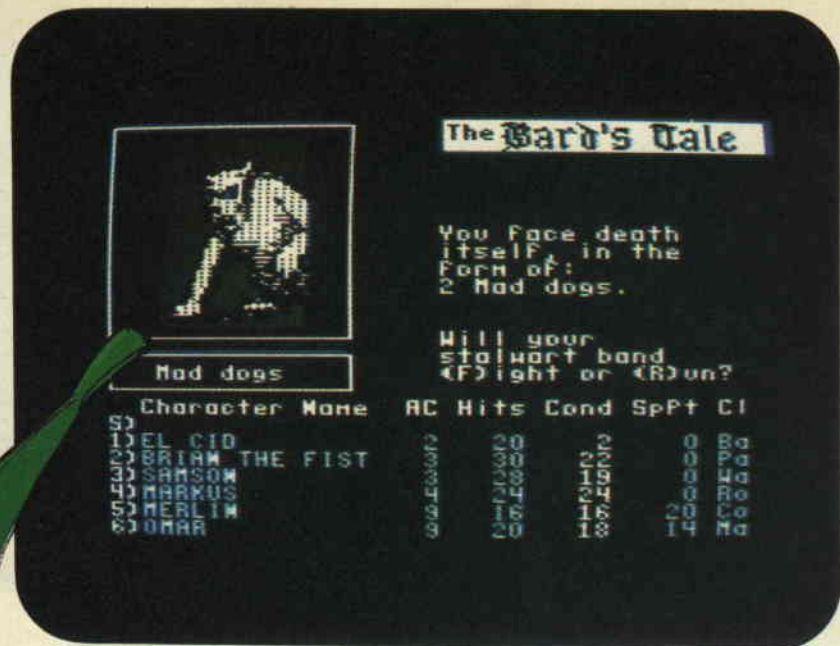 The Bard's Tale
You face death
itself, in the
form of:
2 Mad dogs.
Will your
stalwart band
(F)ight or (R)un?
Mad dogs
Character Name AC Hits Cond SpPt Cl
S)
1) EL CID 2 20 2 0 Ba
2) BRIAN THE FIST 3 30 22 0 Pa
3) SAMSON 3 28 19 0 Wa
4) MARKUS 4 24 24 0 Ro
5) MERLIN 9 16 16 20 Co
6) OMAR 9 20 18 14 Ma